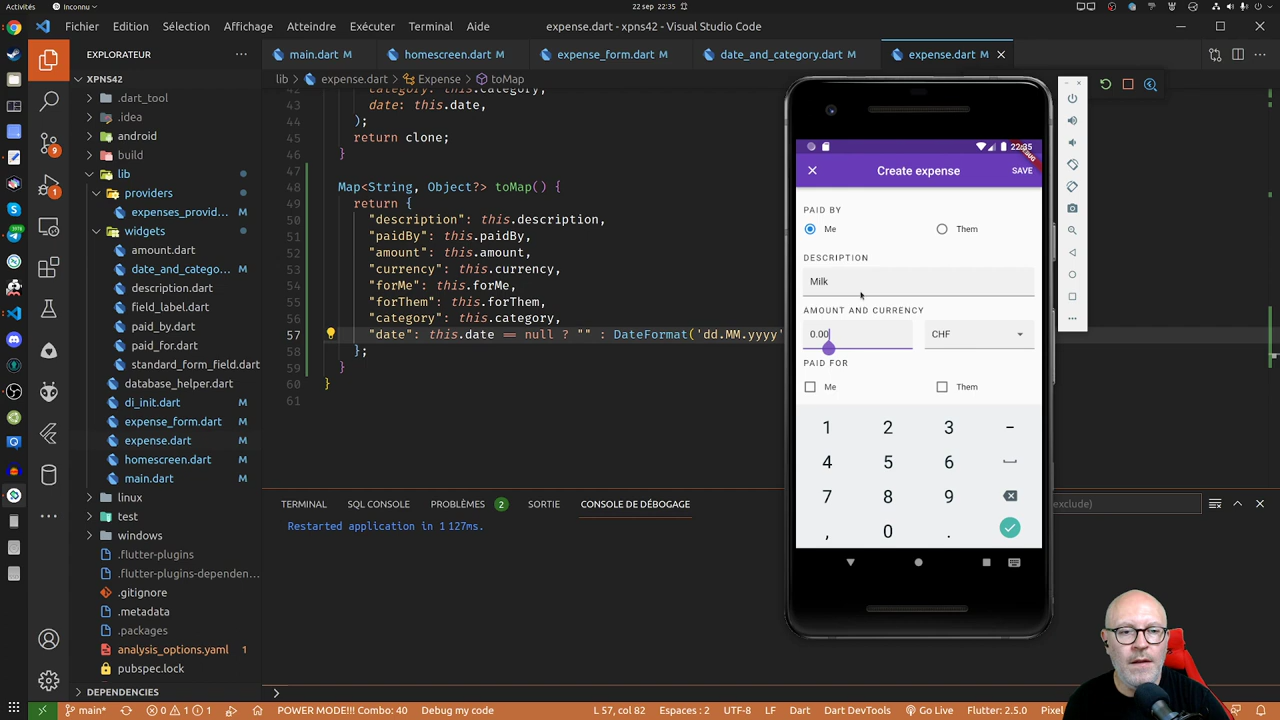 Activités
Inconnu
22 sep 22:35
Fichier Edition Sélection Affichage Aller Exécuter Terminal Aide
expense.dart - xpns42 - Visual Studio Code
EXPLORATEUR
main.dart M
homescreen.dart M
expense_form.dart M
date_and_category.dart M
expense.dart M
lib > expense.dart > Expense > toMap
XPNS42
.dart_tool
.idea
android
build
lib
providers
expenses_provid... M
widgets
amount.dart
date_and_catego... M
description.dart
field_label.dart
paid_by.dart
paid_for.dart
standard_form_field.dart
database_helper.dart
di_init.dart M
expense_form.dart M
expense.dart M
homescreen.dart M
main.dart M
linux
test
windows
.flutter-plugins
.flutter-plugins-dependen...
.gitignore
.metadata
.packages
analysis_options.yaml 1
pubspec.lock
DEPENDENCIES
9
1
42 category: this.category,
43 date: this.date,
44 );
45 return clone;
46 }
47
48 Map<String, Object?> toMap() {
49 return {
50 "description": this.description,
51 "paidBy": this.paidBy,
52 "amount": this.amount,
53 "currency": this.currency,
54 "forMe": this.forMe,
55 "forThem": this.forThem,
56 "category": this.category,
57 "date": this.date == null ? "" : DateFormat('dd.MM.yyyy'
58 };
59 }
60 }
61
TERMINAL SQL CONSOLE PROBLÈMES 2 SORTIE CONSOLE DE DÉBOGAGE
exclude)
Restarted application in 1 127ms.
22:35
Create expense
SAVE
PAID BY
Me Them
DESCRIPTION
Milk
AMOUNT AND CURRENCY
0.00 CHF
PAID FOR
Me Them
1 2 3 -
4 5 6
7 8 9
, 0 .
main* 0 1 1 POWER MODE!!! Combo: 40 Debug my code L 57, col 82 Espaces : 2 UTF-8 LF Dart Dart DevTools Go Live Flutter: 2.5.0 Pixel